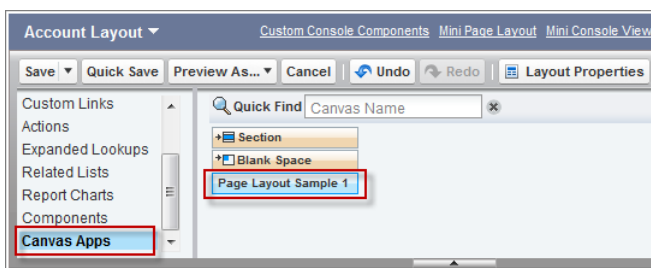 Account Layout Custom Console Components Mini Page Layout Mini Console View
Save Quick Save Preview As... Cancel Undo Redo Layout Properties
Custom Links
Actions
Expanded Lookups
Related Lists
Report Charts
Components
Canvas Apps
Quick Find Canvas Name
Section
Blank Space
Page Layout Sample 1